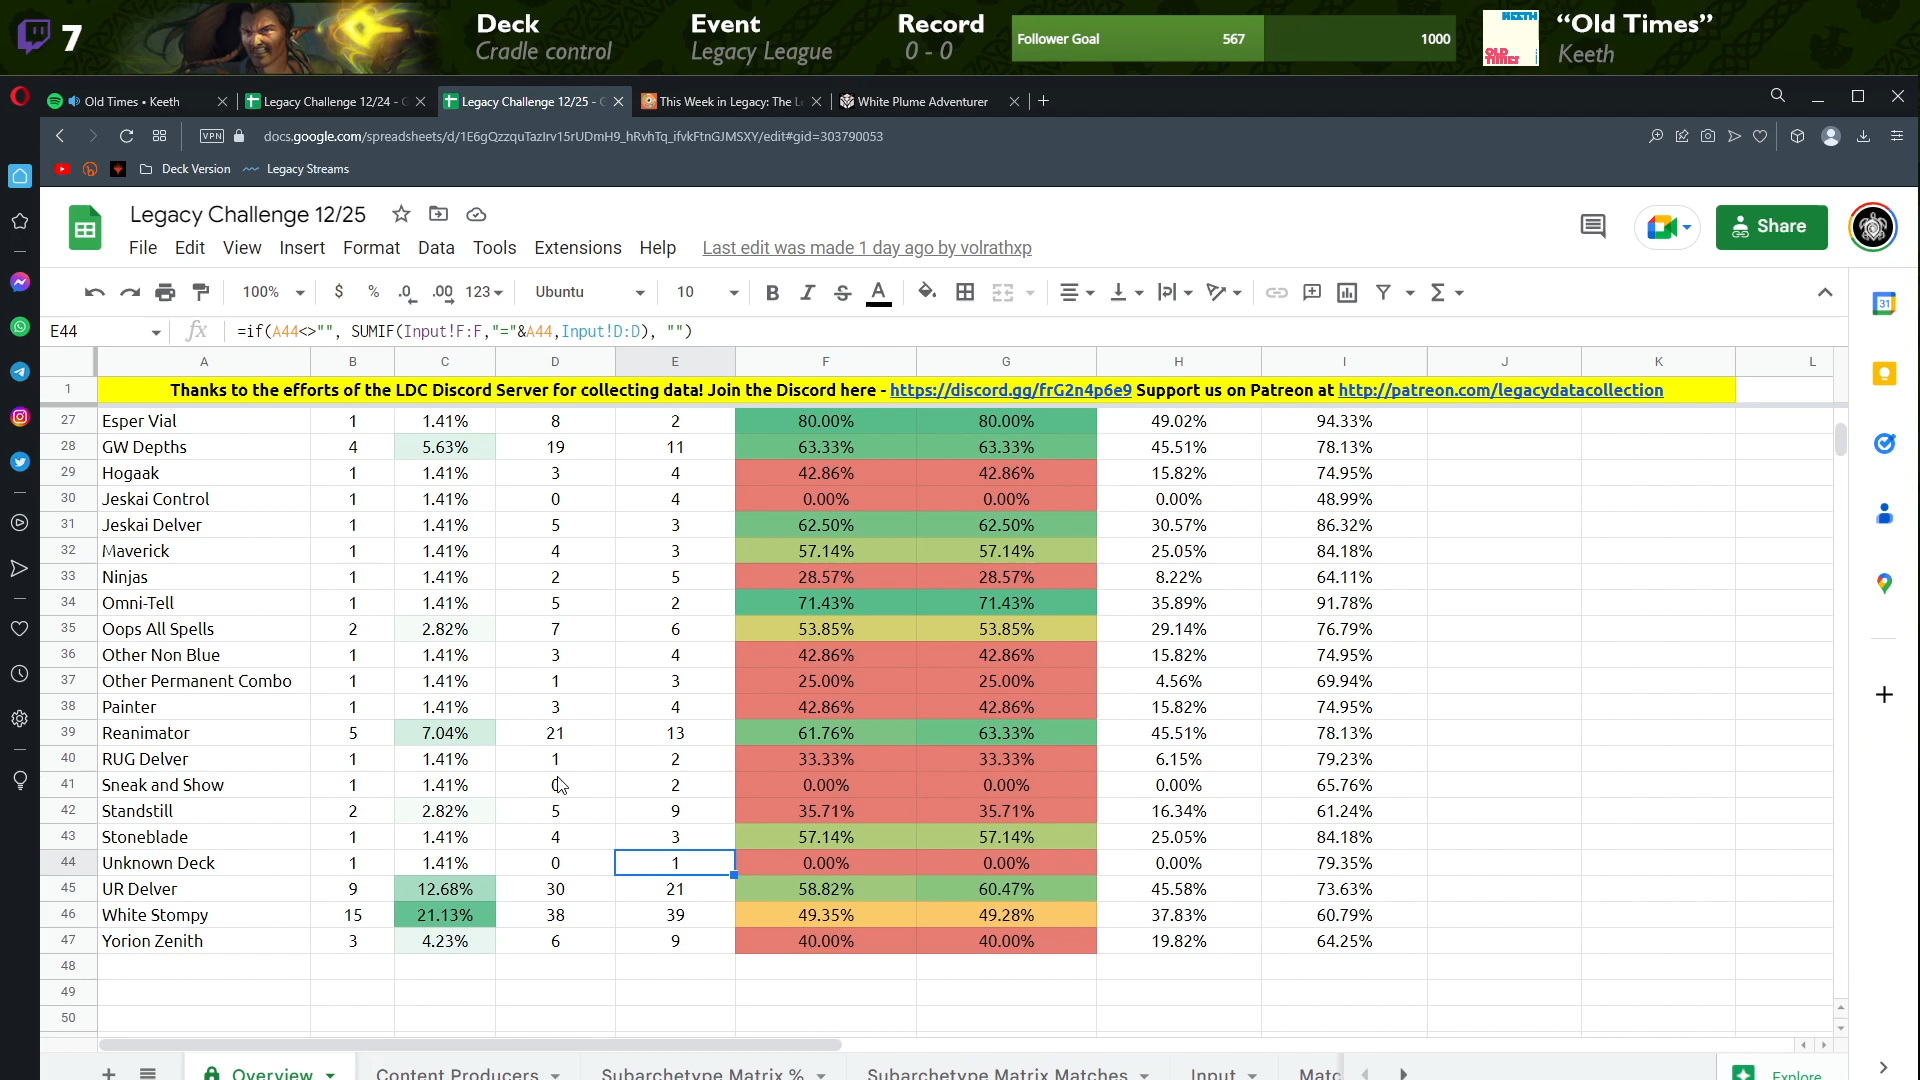 7
Deck
Cradle control
Event
Legacy League
Record
0 - 0
Follower Goal 567 1000
HEETH
OLD TIMES
“Old Times”
Keeth
Old Times • Keeth
Legacy Challenge 12/24 - G
Legacy Challenge 12/25 - G
This Week in Legacy: The L
White Plume Adventurer
VPN
docs.google.com/spreadsheets/d/1E6gQzzquTazIrv15rUDmH9_hRvhTq_ifvkFtnGJMSXY/edit#gid=303790053
Deck Version
Legacy Streams
Legacy Challenge 12/25
File Edit View Insert Format Data Tools Extensions Help Last edit was made 1 day ago by volrathxp
Share
100% $ % .0 .00 123 Ubuntu 10 B I S A Σ
31
E44 fx =if(A44<>"", SUMIF(Input!F:F,"="&A44,Input!D:D), "")
A B C D E F G H I J K L
1 Thanks to the efforts of the LDC Discord Server for collecting data! Join the Discord here - https://discord.gg/frG2n4p6e9 Support us on Patreon at http://patreon.com/legacydatacollection
27 Esper Vial 1 1.41% 8 2 80.00% 80.00% 49.02% 94.33%
28 GW Depths 4 5.63% 19 11 63.33% 63.33% 45.51% 78.13%
29 Hogaak 1 1.41% 3 4 42.86% 42.86% 15.82% 74.95%
30 Jeskai Control 1 1.41% 0 4 0.00% 0.00% 0.00% 48.99%
31 Jeskai Delver 1 1.41% 5 3 62.50% 62.50% 30.57% 86.32%
32 Maverick 1 1.41% 4 3 57.14% 57.14% 25.05% 84.18%
33 Ninjas 1 1.41% 2 5 28.57% 28.57% 8.22% 64.11%
34 Omni-Tell 1 1.41% 5 2 71.43% 71.43% 35.89% 91.78%
35 Oops All Spells 2 2.82% 7 6 53.85% 53.85% 29.14% 76.79%
36 Other Non Blue 1 1.41% 3 4 42.86% 42.86% 15.82% 74.95%
37 Other Permanent Combo 1 1.41% 1 3 25.00% 25.00% 4.56% 69.94%
38 Painter 1 1.41% 3 4 42.86% 42.86% 15.82% 74.95%
39 Reanimator 5 7.04% 21 13 61.76% 63.33% 45.51% 78.13%
40 RUG Delver 1 1.41% 1 2 33.33% 33.33% 6.15% 79.23%
41 Sneak and Show 1 1.41% 0 2 0.00% 0.00% 0.00% 65.76%
42 Standstill 2 2.82% 5 9 35.71% 35.71% 16.34% 61.24%
43 Stoneblade 1 1.41% 4 3 57.14% 57.14% 25.05% 84.18%
44 Unknown Deck 1 1.41% 0 1 0.00% 0.00% 0.00% 79.35%
45 UR Delver 9 12.68% 30 21 58.82% 60.47% 45.58% 73.63%
46 White Stompy 15 21.13% 38 39 49.35% 49.28% 37.83% 60.79%
47 Yorion Zenith 3 4.23% 6 9 40.00% 40.00% 19.82% 64.25%
48
49
50
Overview Content Producers Subarchetype Matrix % Subarchetype Matrix Matches Input Matc Explore